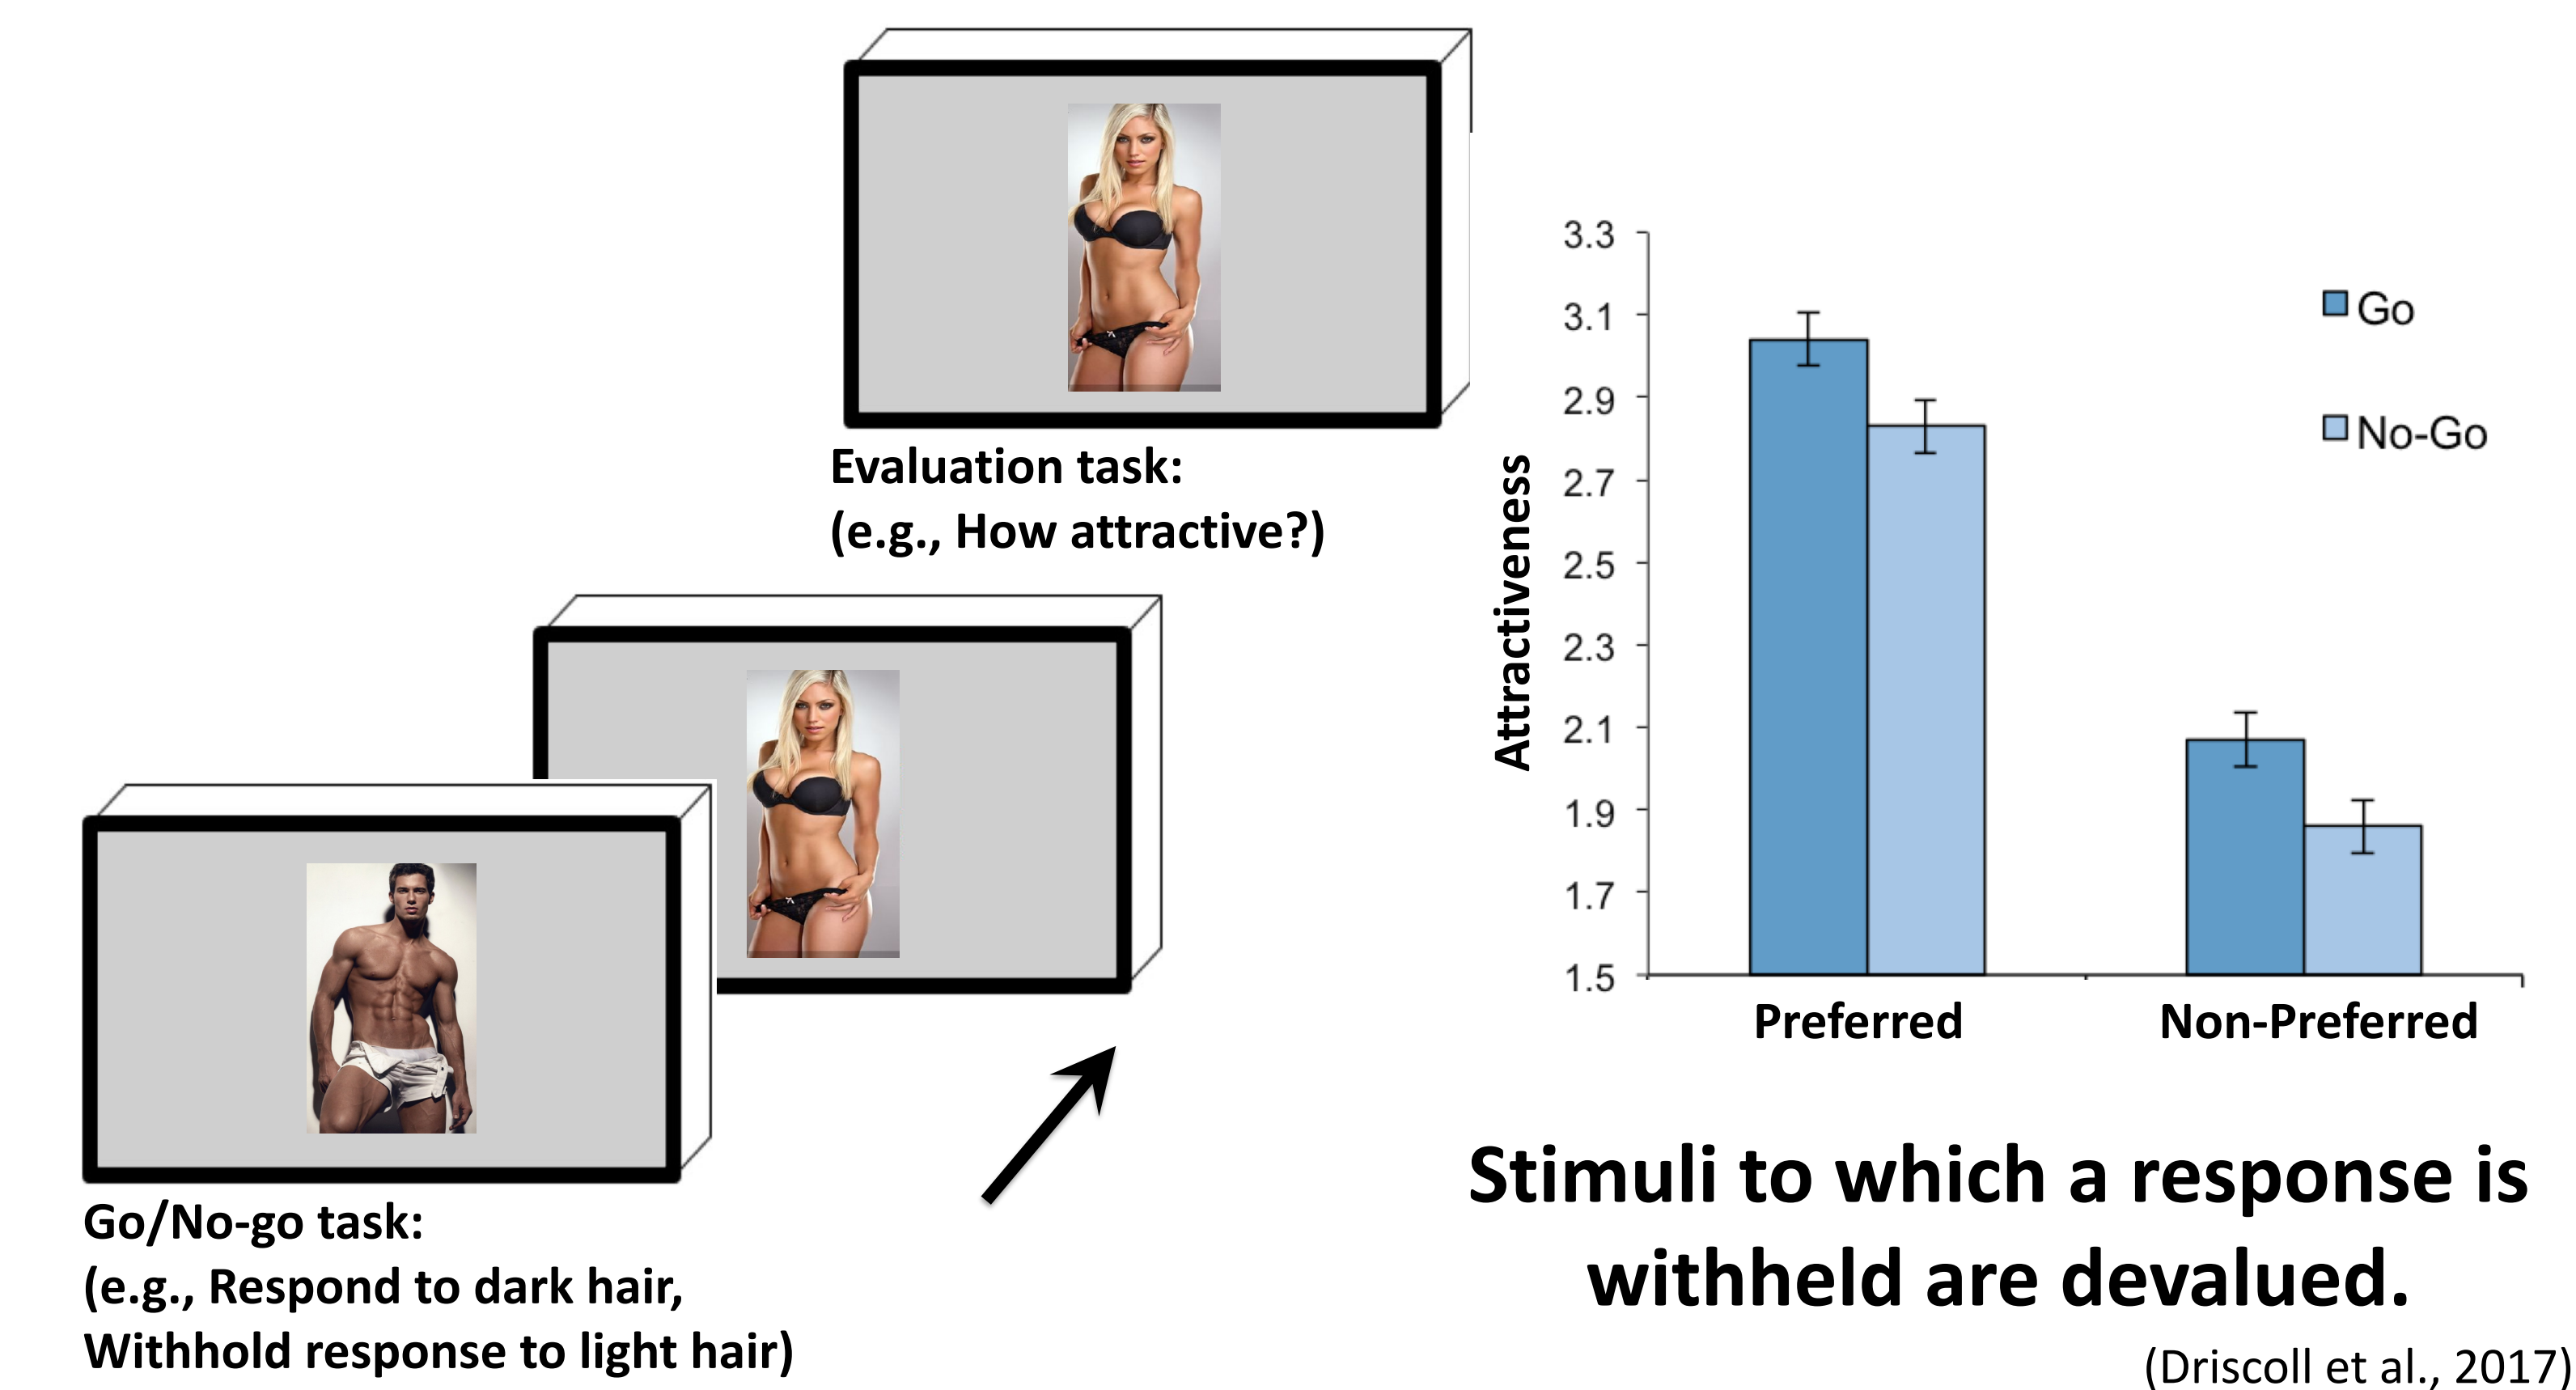 Evaluation task:
(e.g., How attractive?)
Go/No-go task:
(e.g., Respond to dark hair,
Withhold response to light hair)
Attractiveness
3.3
3.1
2.9
2.7
2.5
2.3
2.1
1.9
1.7
1.5
Go
No-Go
Preferred
Non-Preferred
Stimuli to which a response is
withheld are devalued.
(Driscoll et al., 2017)